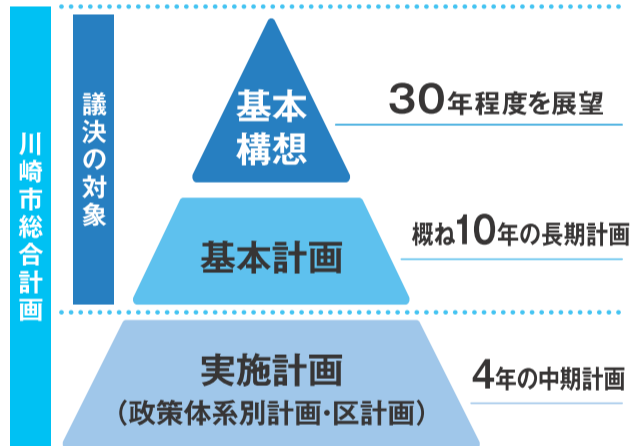 川崎市総合計画
議決の対象
基本
構想
30年程度を展望
基本計画
概ね10年の長期計画
実施計画
（政策体系別計画・区計画）
4年の中期計画